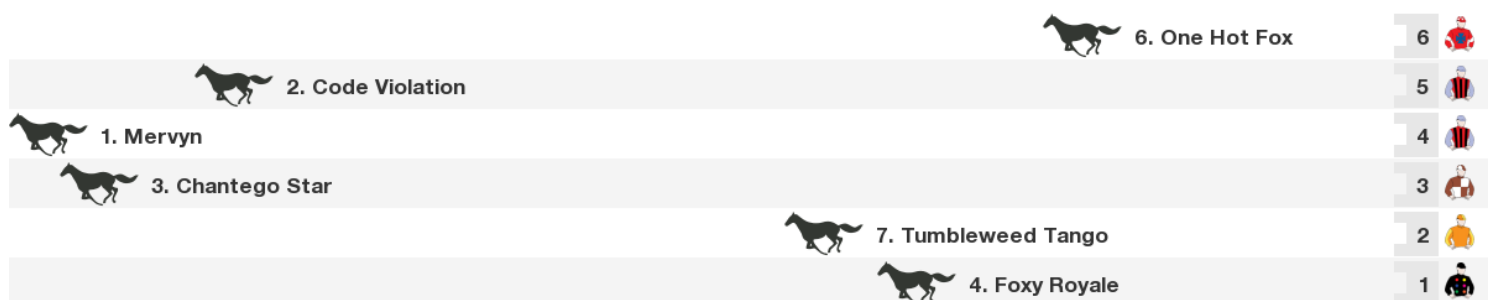 6. One Hot Fox 6
2. Code Violation 5
1. Mervyn 4
3. Chantego Star 3
7. Tumbleweed Tango 2
4. Foxy Royale 1